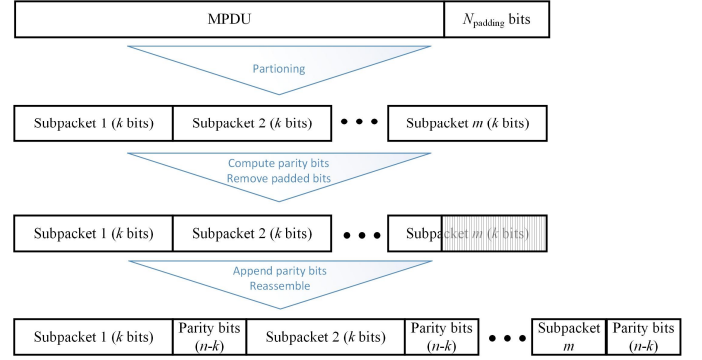 MPDU
Npadding bits
Partioning
Subpacket 1 (k bits)
Subpacket 2 (k bits)
Subpacket m (k bits)
Compute parity bits
Remove padded bits
Subpacket 1 (k bits)
Subpacket 2 (k bits)
Subpacket m (k bits)
Append parity bits
Reassemble
Subpacket 1 (k bits)
Parity bits
(n-k)
Subpacket 2 (k bits)
Parity bits
(n-k)
Subpacket
m
Parity bits
(n-k)